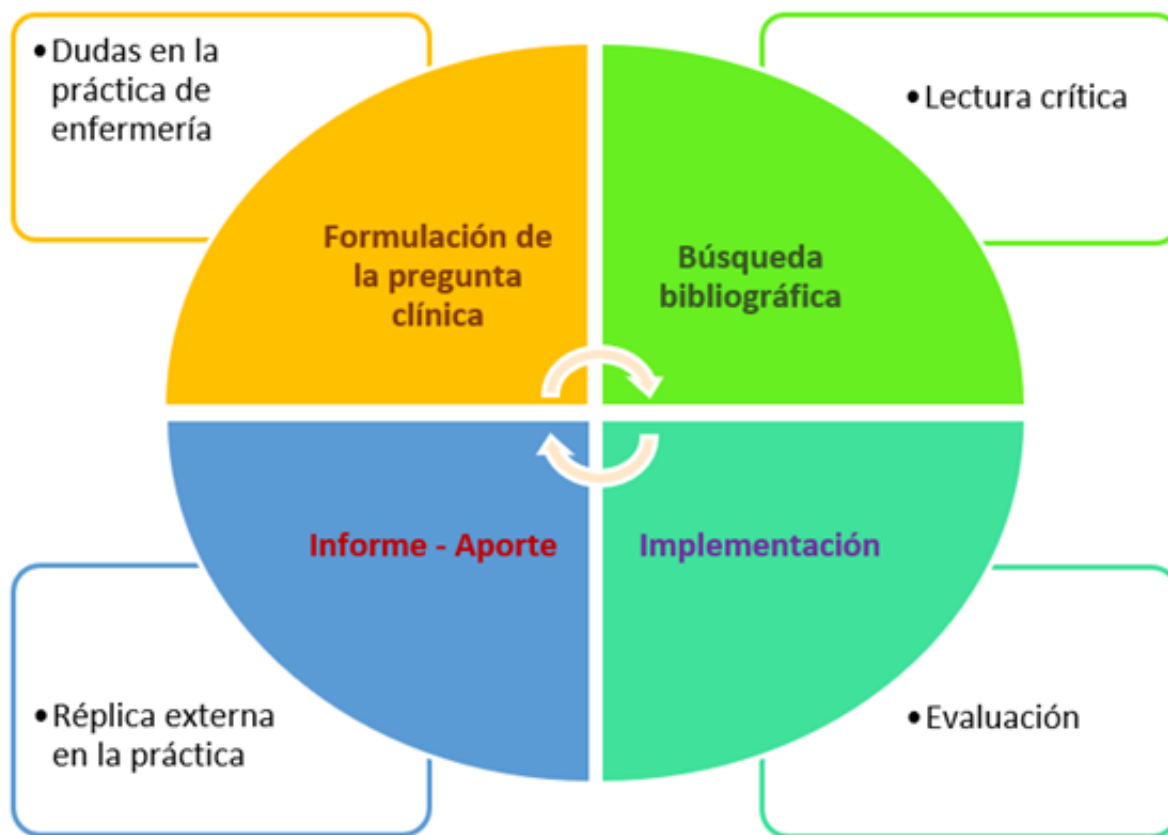 •Dudas en la
práctica de
enfermería
•Lectura crítica
Formulación de
la pregunta
clínica
Búsqueda
bibliográfica
Informe - Aporte
Implementación
•Réplica externa
en la práctica
•Evaluación